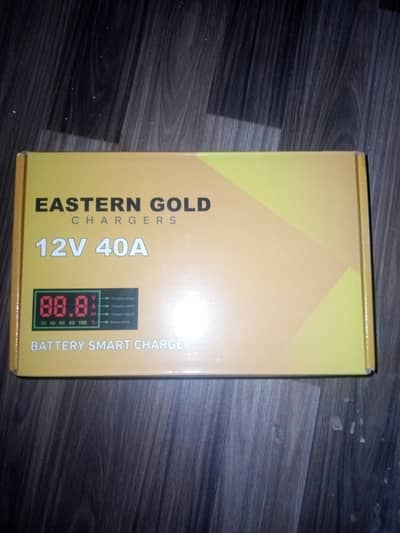 EASTERN GOLD
CHARGERS
12V 40A
88.8
BATTERY SMART CHARGE